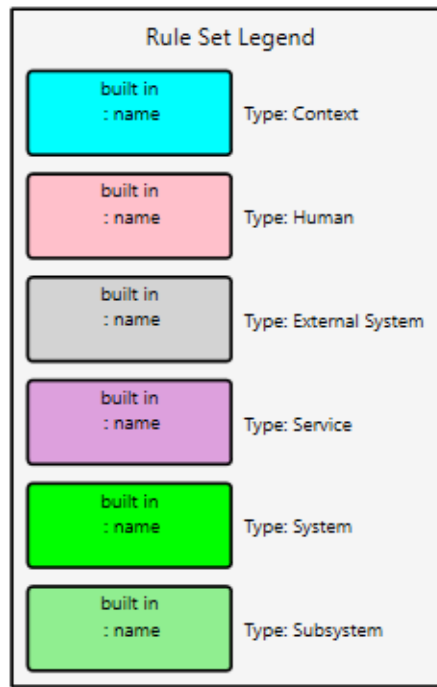 Rule Set Legend
built in
: name
Type: Context
built in
: name
Type: Human
built in
: name
Type: External System
built in
: name
Type: Service
built in
: name
Type: System
built in
: name
Type: Subsystem